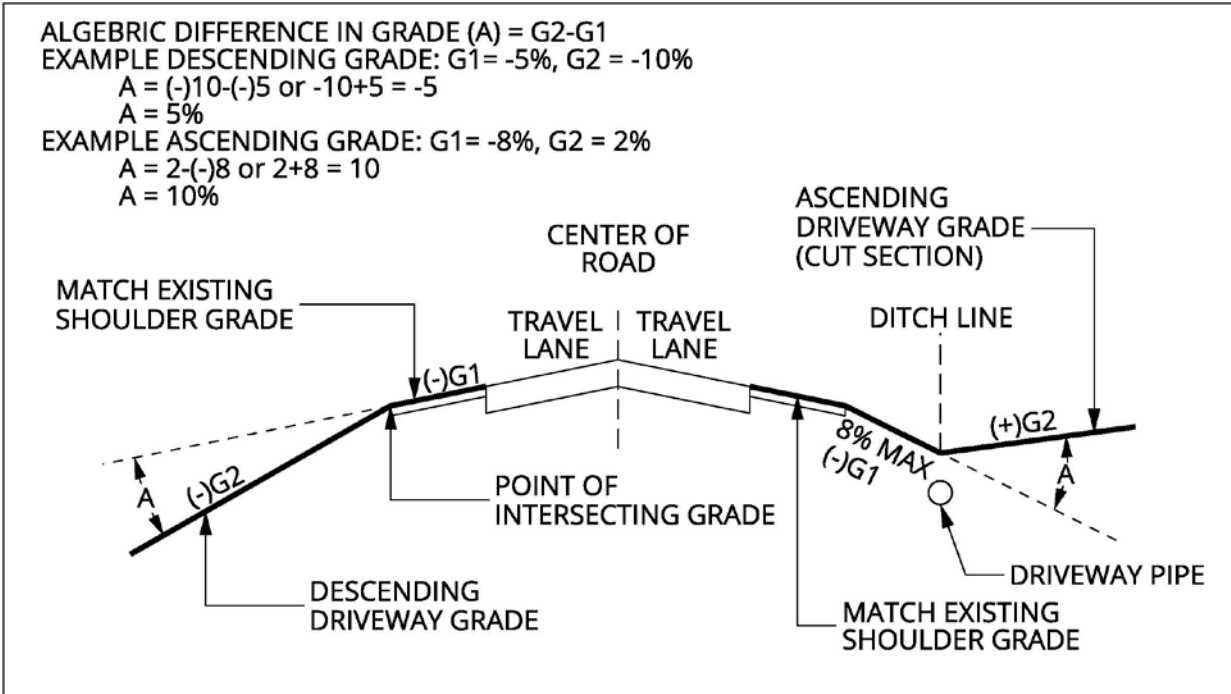 ALGEBRIC DIFFERENCE IN GRADE (A) = G2-G1
EXAMPLE DESCENDING GRADE: G1= -5%, G2 = -10%
A = (-)10-(-)5 or -10+5 = -5
A = 5%
EXAMPLE ASCENDING GRADE: G1= -8%, G2 = 2%
A = 2-(-)8 or 2+8 = 10
A = 10%
ASCENDING
DRIVEWAY GRADE
(CUT SECTION)
CENTER OF
ROAD
MATCH EXISTING
SHOULDER GRADE
TRAVEL
LANE
TRAVEL
LANE
DITCH LINE
(-)G1
(-)G2
A
8% MAX
(-)G1
(+)G2
A
POINT OF
INTERSECTING GRADE
DESCENDING
DRIVEWAY GRADE
DRIVEWAY PIPE
MATCH EXISTING
SHOULDER GRADE